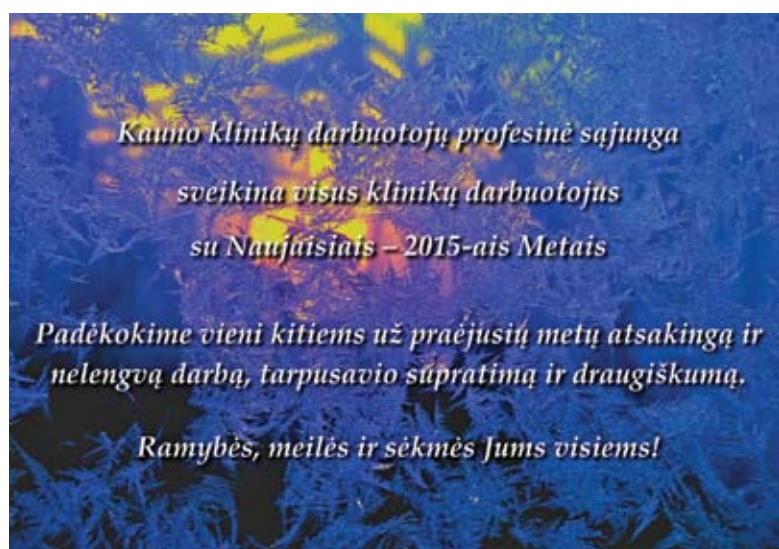 Kauno klinikų darbuotojų profesinė sąjunga
sveikina visus klinikų darbuotojus
su Naujaisiais – 2015-ais Metais
Padėkokime vieni kitiems už praėjusių metų atsakingą ir
nelengvą darbą, tarpusavio supratimą ir draugiškumą.
Ramybės, meilės ir sėkmės Jums visiems!